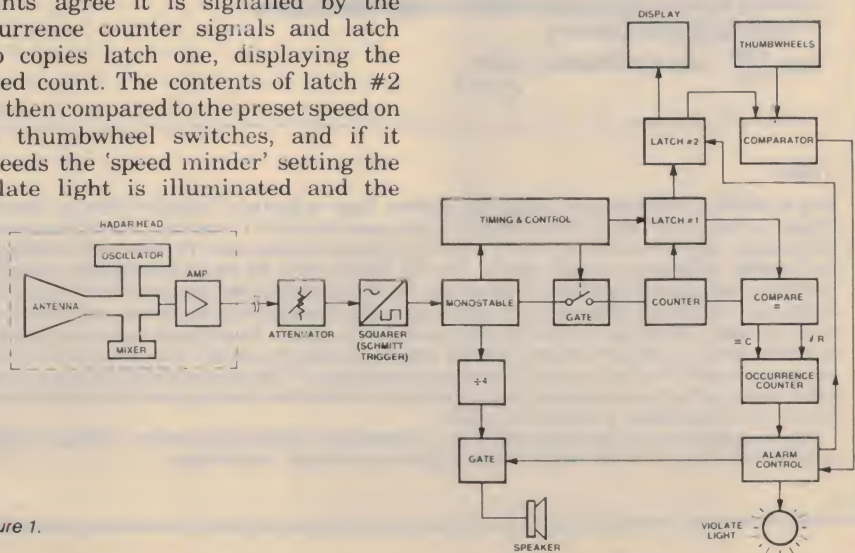 nts agree it is signalled by the
currence counter signals and latch
o copies latch one, displaying the
ed count. The contents of latch #2
then compared to the preset speed on
thumbwheel switches, and if it
eeds the 'speed minder' setting the
late light is illuminated and the
DISPLAY
THUMBWHEELS
LATCH #2
COMPARATOR
HADAR HEAD
OSCILLATOR
AMP
ANTENNA
MIXER
ATTENUATOR
SQUARER
(SCHMITT
TRIGGER)
TIMING & CONTROL
LATCH #1
MONOSTABLE
GATE
COUNTER
COMPARE
=
= C
≠ R
÷4
OCCURRENCE
COUNTER
GATE
ALARM
CONTROL
SPEAKER
VIOLATE
LIGHT
ure 1.